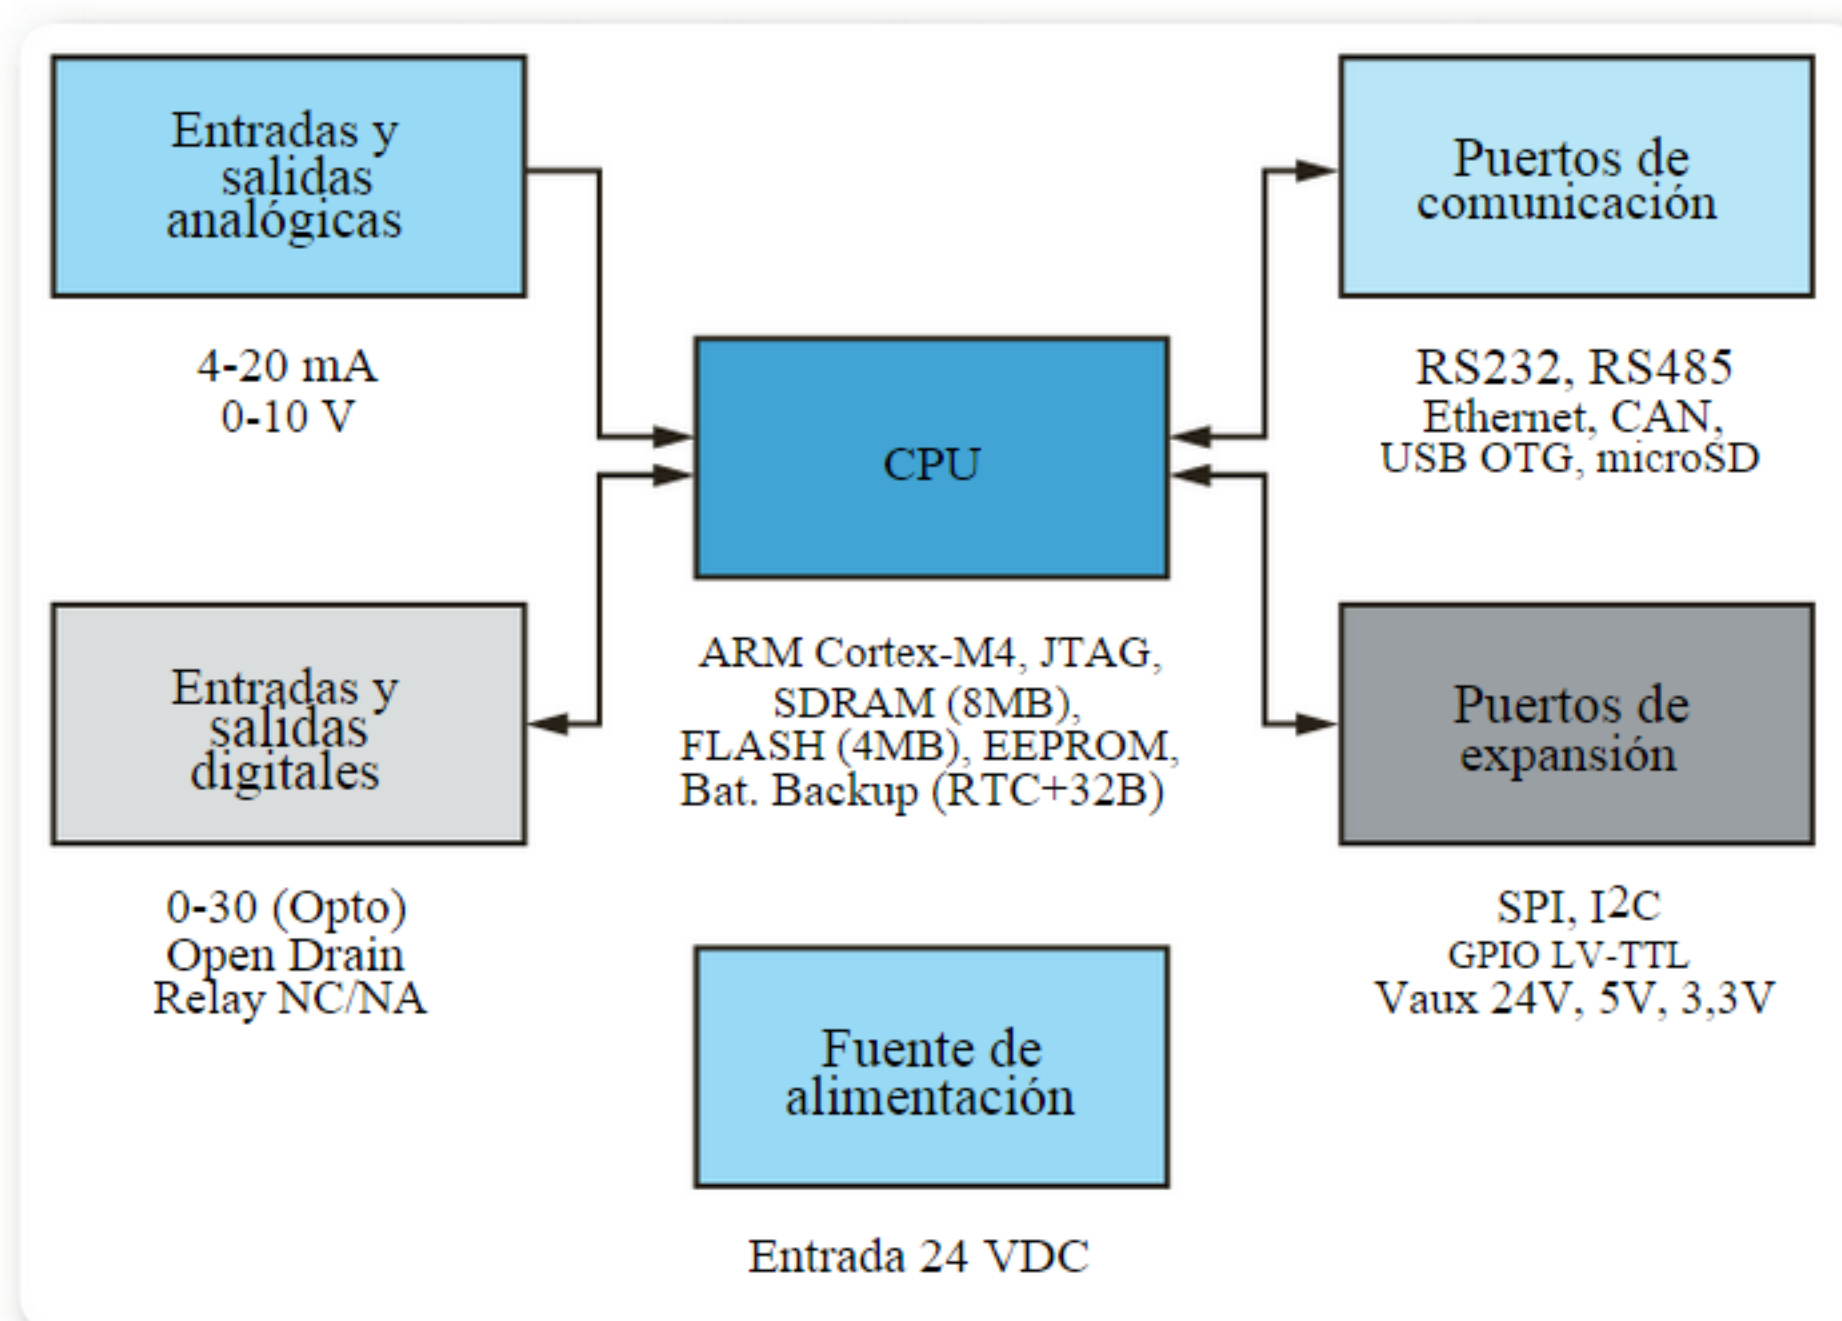 Entradas y
salidas
analógicas
4-20 mA
0-10 V
Puertos de
comunicación
RS232, RS485
Ethernet, CAN,
USB OTG, microSD
CPU
ARM Cortex-M4, JTAG,
SDRAM (8MB),
FLASH (4MB), EEPROM,
Bat. Backup (RTC+32B)
Entradas y
salidas
digitales
0-30 (Opto)
Open Drain
Relay NC/NA
Puertos de
expansión
SPI, I2C
GPIO LV-TTL
Vaux 24V, 5V, 3,3V
Fuente de
alimentación
Entrada 24 VDC